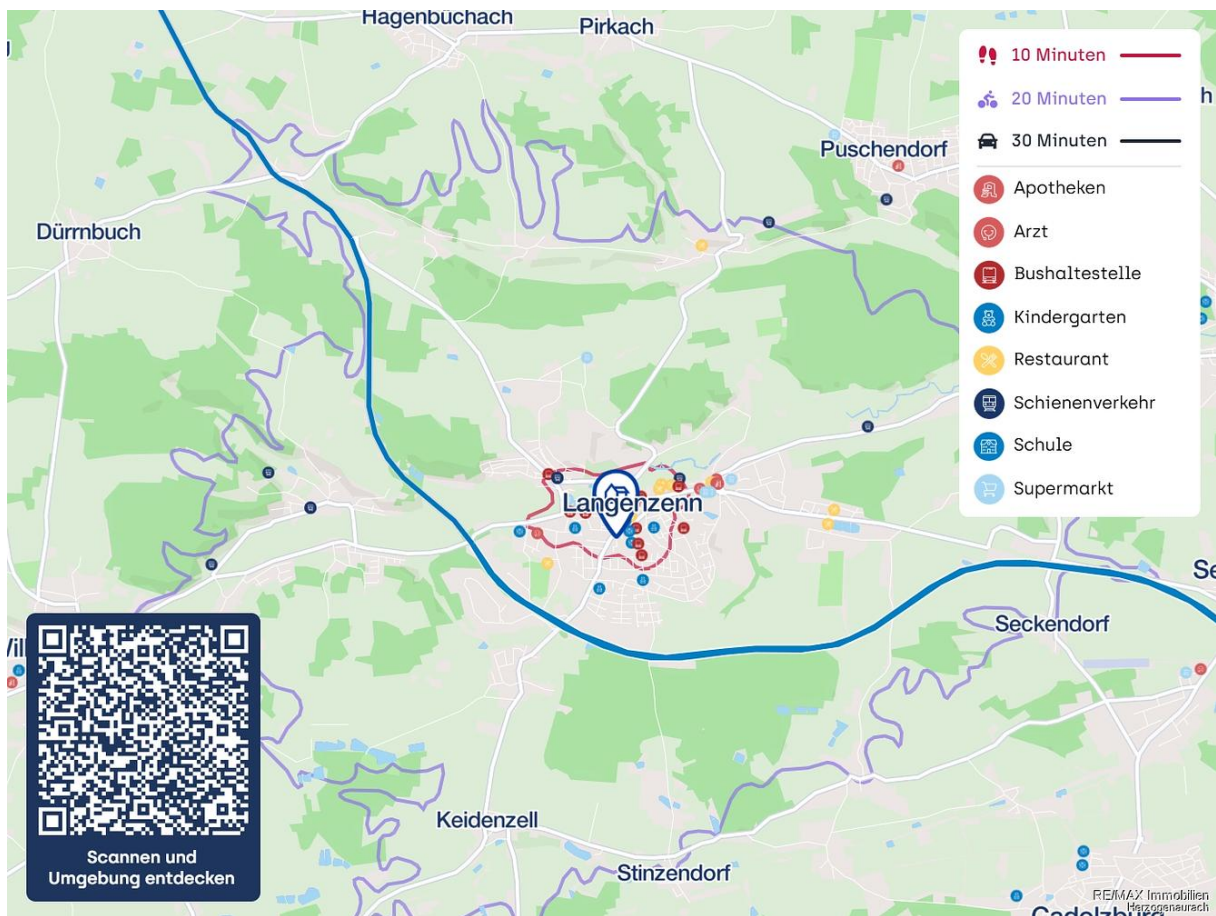 Hagenbüchach
Pirkach
10 Minuten
20 Minuten
30 Minuten
Puschendorf
Apotheken
Dürrnbuch
Arzt
Bushaltestelle
Kindergarten
Restaurant
Schienenverkehr
Schule
Supermarkt
Langenzenn
Seckendorf
Keidenzell
Stinzendorf
Scannen und
Umgebung entdecken
RE/MAX Immobilien
Herzogenaurach